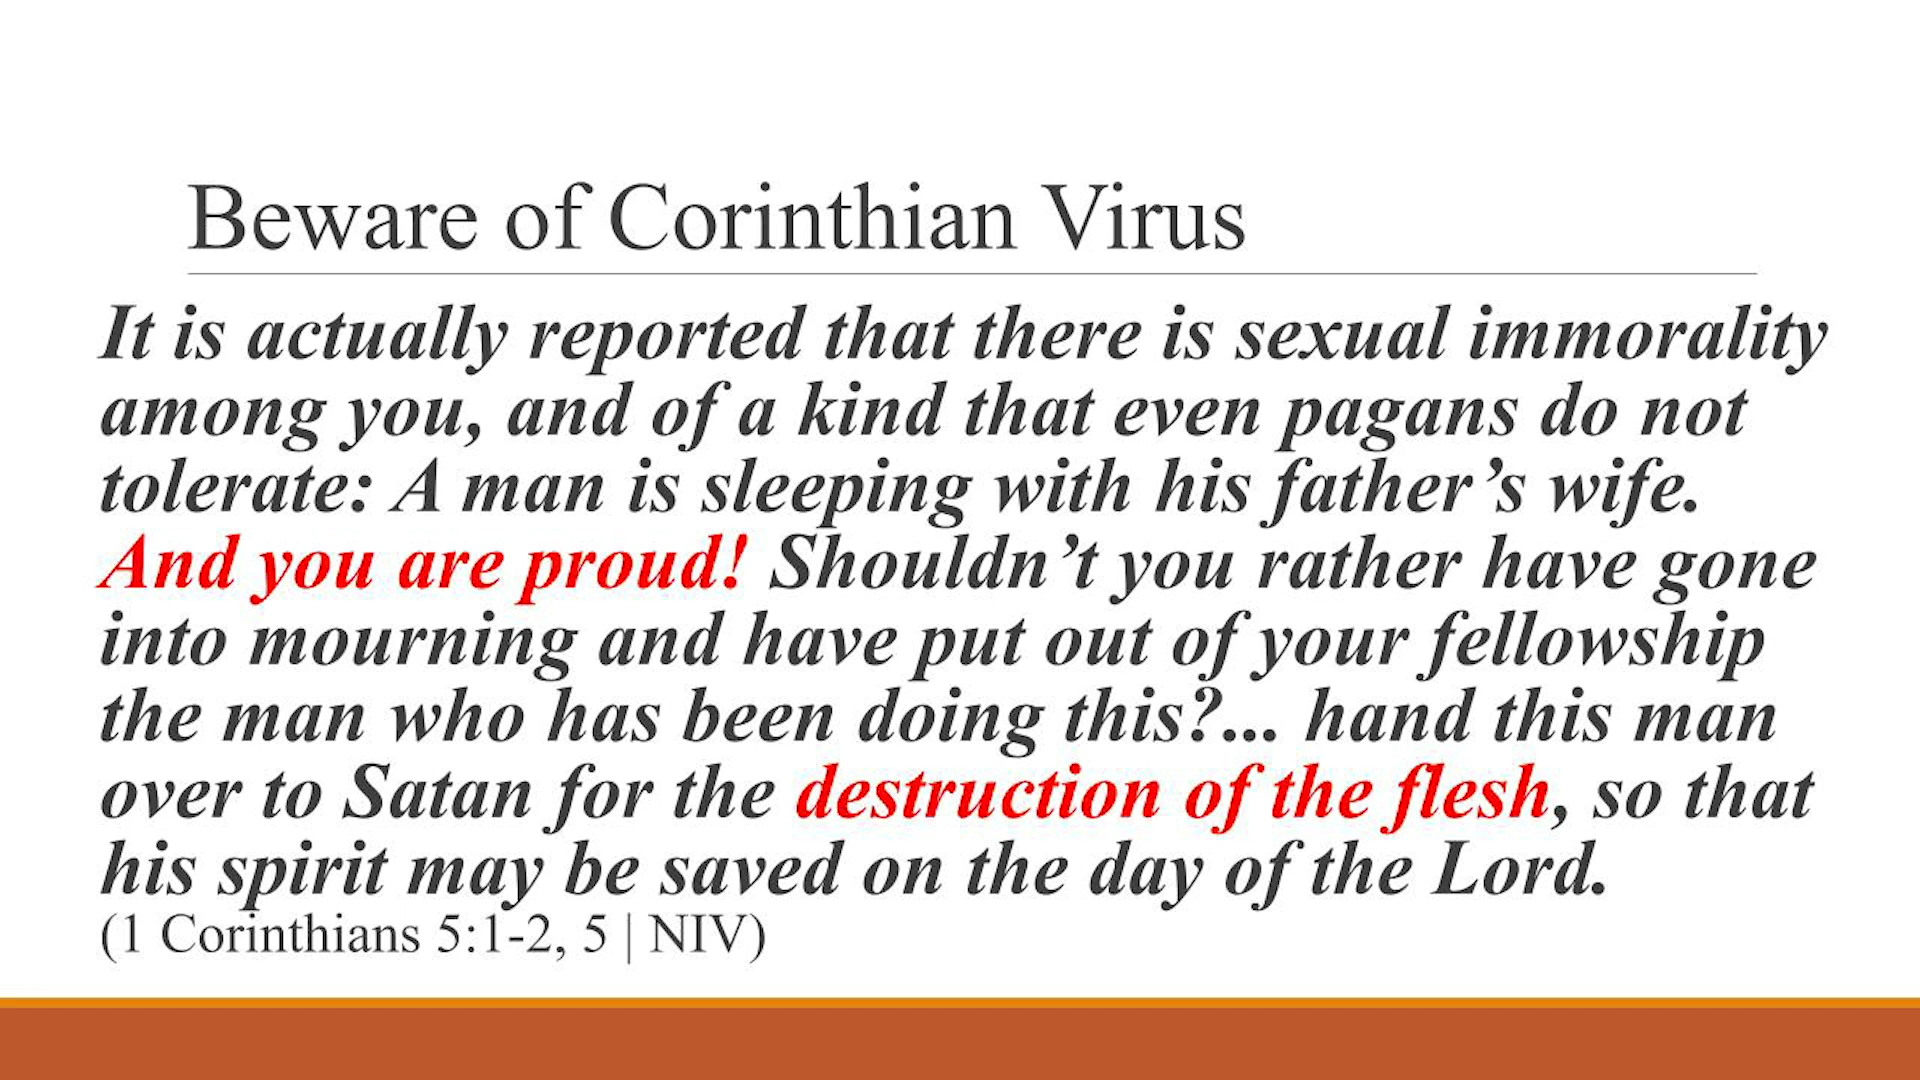 Beware of Corinthian Virus
It is actually reported that there is sexual immorality
among you, and of a kind that even pagans do not
tolerate: A man is sleeping with his father’s wife.
And you are proud! Shouldn’t you rather have gone
into mourning and have put out of your fellowship
the man who has been doing this?... hand this man
over to Satan for the destruction of the flesh, so that
his spirit may be saved on the day of the Lord.
(1 Corinthians 5:1-2, 5 | NIV)